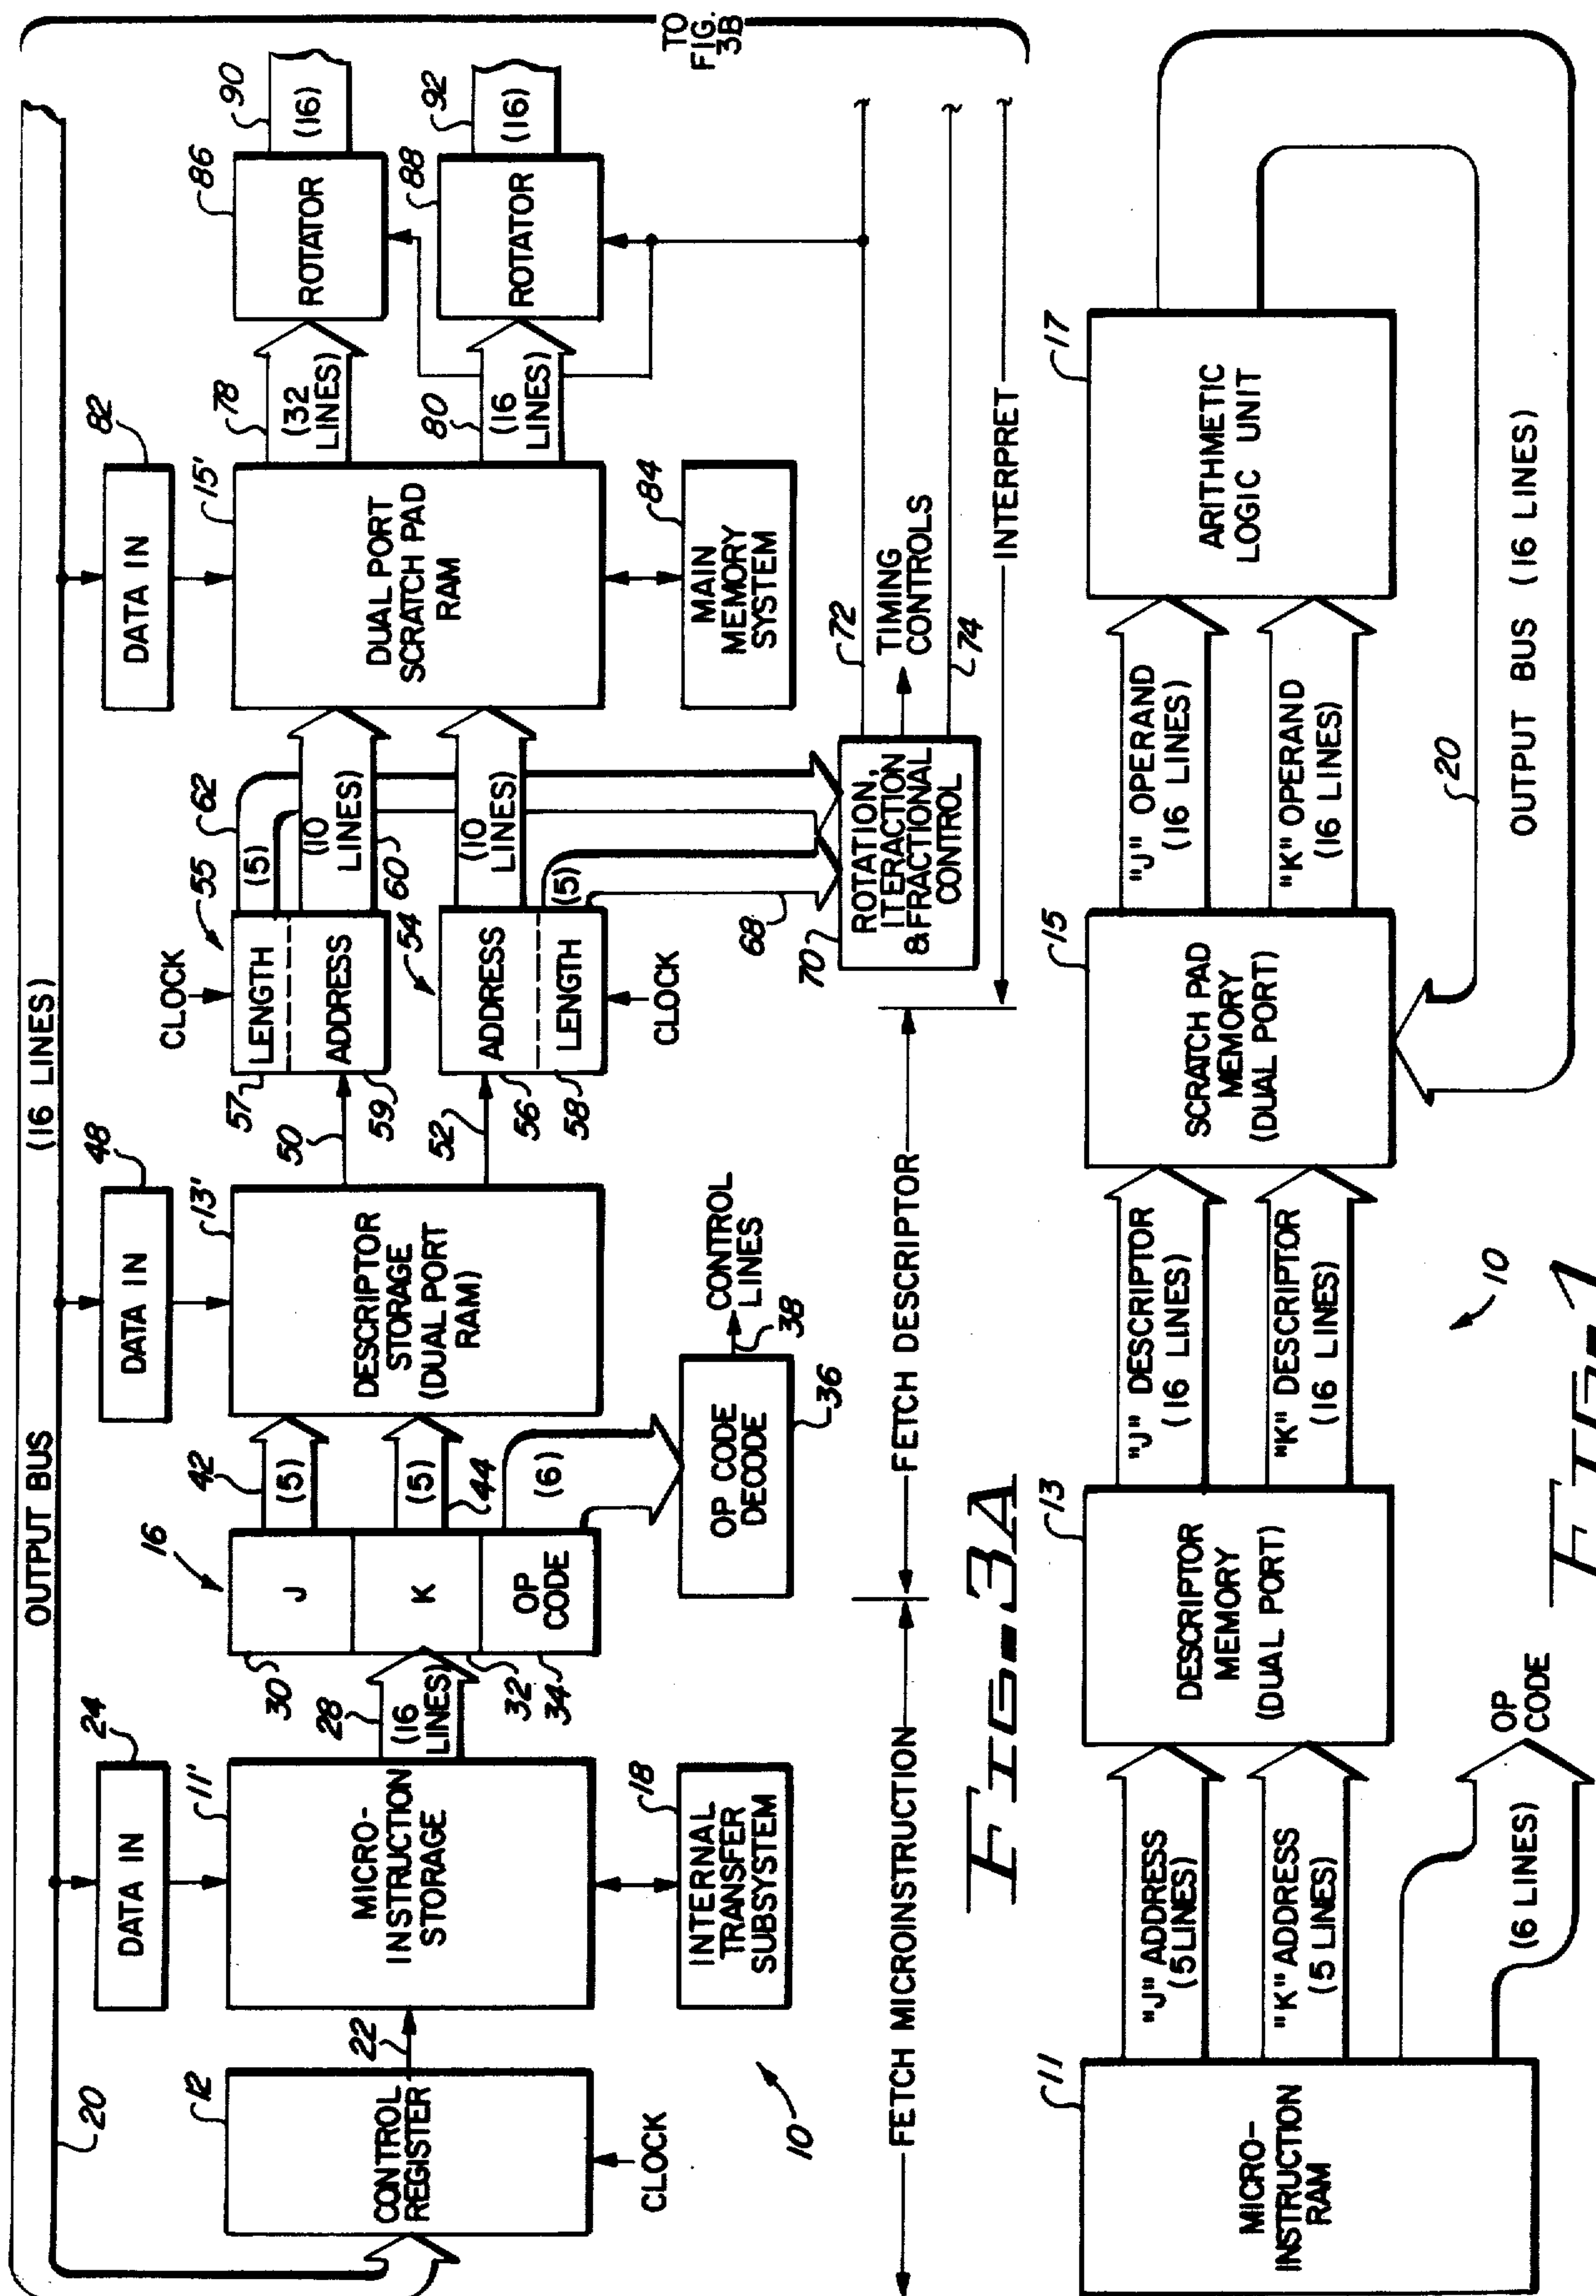 OUTPUT BUS (16 LINES)
20
12
CONTROL
REGISTER
CLOCK
22
24
DATA IN
11'
MICRO-
INSTRUCTION
STORAGE
18
INTERNAL
TRANSFER
SUBSYSTEM
10
28
(16
LINES)
16
J
K
OP
CODE
30
32
34
42
(5)
(5)
44
(6)
OP CODE
DECODE
36
38
CONTROL
LINES
48
DATA IN
13'
DESCRIPTOR
STORAGE
(DUAL PORT
RAM)
50
52
CLOCK
55
57
LENGTH
ADDRESS
59
54
ADDRESS
LENGTH
56
58
CLOCK
62
(5)
(10
LINES)
60
(10
LINES)
(5)
68
70
ROTATION,
ITERACTION
& FRACTIONAL
CONTROL
72
TIMING
CONTROLS
74
82
DATA IN
15'
DUAL PORT
SCRATCH PAD
RAM
84
MAIN
MEMORY
SYSTEM
78
(32
LINES)
80
(16
LINES)
86
ROTATOR
88
ROTATOR
90
(16)
92
(16)
TO
FIG.
3B
FETCH MICROINSTRUCTION
FETCH DESCRIPTOR
INTERPRET
FIG-3A
11
MICRO-
INSTRUCTION
RAM
"J" ADDRESS
(5 LINES)
"K" ADDRESS
(5 LINES)
(6 LINES)
OP
CODE
13
DESCRIPTOR
MEMORY
(DUAL PORT)
"J" DESCRIPTOR
(16 LINES)
"K" DESCRIPTOR
(16 LINES)
10
15
SCRATCH PAD
MEMORY
(DUAL PORT)
"J" OPERAND
(16 LINES)
"K" OPERAND
(16 LINES)
17
ARITHMETIC
LOGIC UNIT
20
OUTPUT BUS (16 LINES)
FIG-1